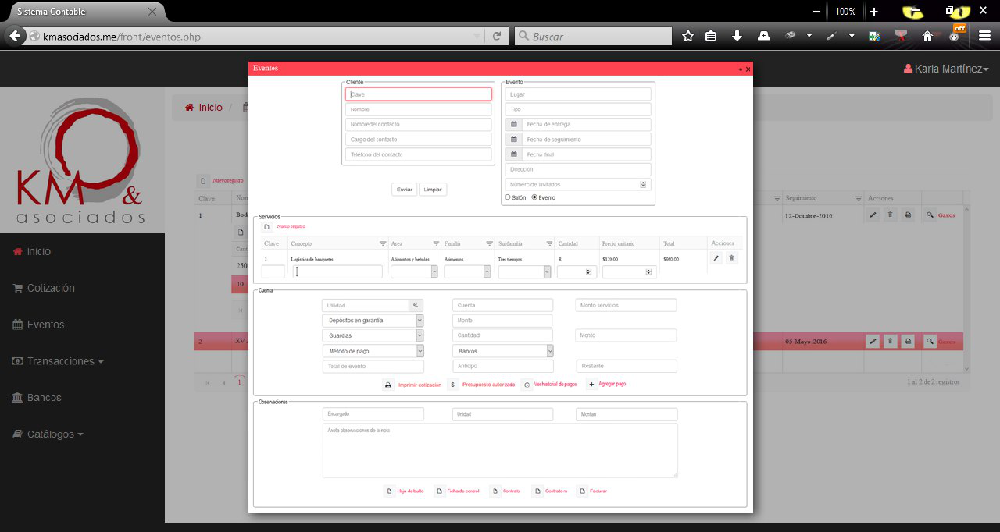 Sistema Contable
100%
kmasociados.me/front/eventos.php
Buscar
off
Karla Martínez
KM &
asociados
Inicio
Cotización
Eventos
Transacciones
Bancos
Catálogos
Inicio /
Nuevo registro
Clave Nom
1 Boda
Canti
250
10
2 XV A
1
Seguimiento Acciones
12-Octubre-2016 Gastos
05-Mayo-2016 Gastos
1 al 2 de 2 registros
Eventos
Cliente
Clave
Nombre
Nombre del contacto
Cargo del contacto
Teléfono del contacto
Enviar Limpiar
Evento
Lugar
Tipo
Fecha de entrega
Fecha de seguimiento
Fecha final
Dirección
Número de invitados
Salón Evento
Servicios
Nuevo registro
Clave Concepto Área Familia Subfamilia Cantidad Precio unitario Total Acciones
1 Logística de banquetes Alimentos y bebidas Alimentos Tres tiempos 8 $120.00 $960.00
Cuenta
Utilidad % Cuenta Monto servicios
Depósitos en garantía Monto
Guardias Cantidad Monto
Método de pago Bancos
Total de evento Anticipo Restante
Imprimir cotización $ Presupuesto autorizado Ver historial de pagos Agregar pago
Observaciones
Encargado Unidad Montan
Anota observaciones de la nota
Hoja de bulto Ficha de control Contrato Contrato m Facturar